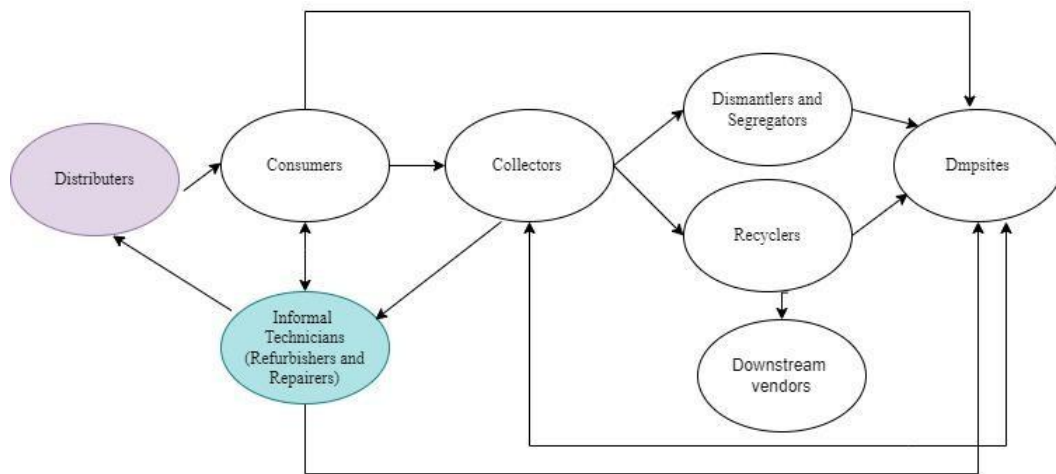 Distributers
Consumers
Collectors
Dismantlers and
Segregators
Recyclers
Dmpsites
Informal
Technicians
(Refurbishers and
Repairers)
Downstream
vendors